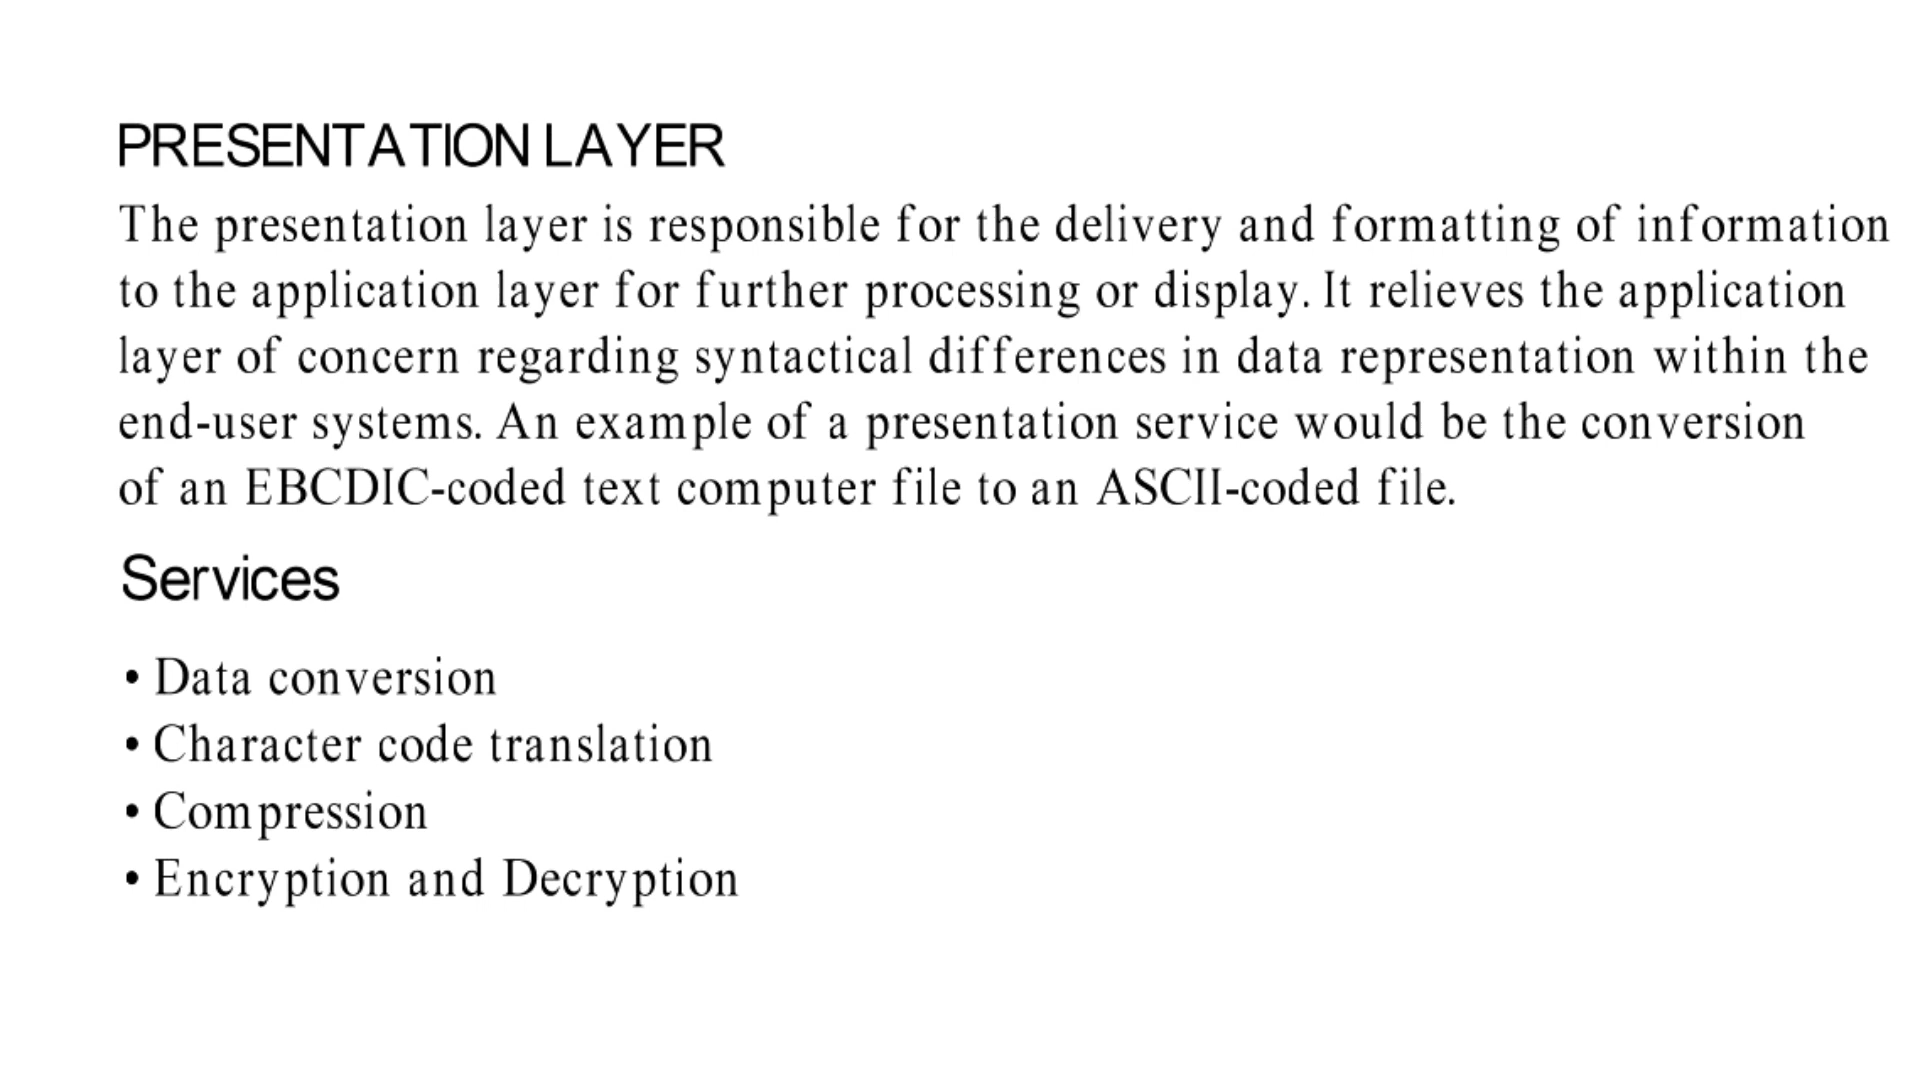 PRESENTATION LAYER
The presentation layer is responsible for the delivery and formatting of information
to the application layer for further processing or display. It relieves the application
layer of concern regarding syntactical differences in data representation within the
end-user systems. An example of a presentation service would be the conversion
of an EBCDIC-coded text computer file to an ASCII-coded file.
Services
• Data conversion
• Character code translation
• Compression
• Encryption and Decryption